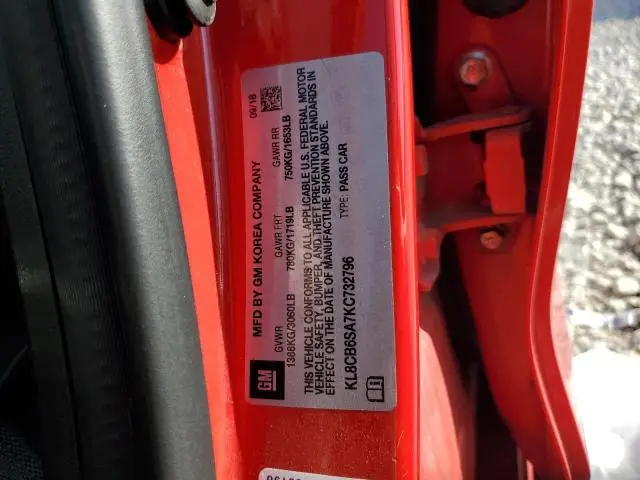 GM
MFD BY GM KOREA COMPANY 09/18
GVWR GAWR FRT GAWR RR
1388KG/3060LB 780KG/1719LB 750KG/1653LB
THIS VEHICLE CONFORMS TO ALL APPLICABLE U.S. FEDERAL MOTOR
VEHICLE SAFETY, BUMPER, AND THEFT PREVENTION STANDARDS IN
EFFECT ON THE DATE OF MANUFACTURE SHOWN ABOVE.
KL8CB6SA7KC732796 TYPE: PASS CAR